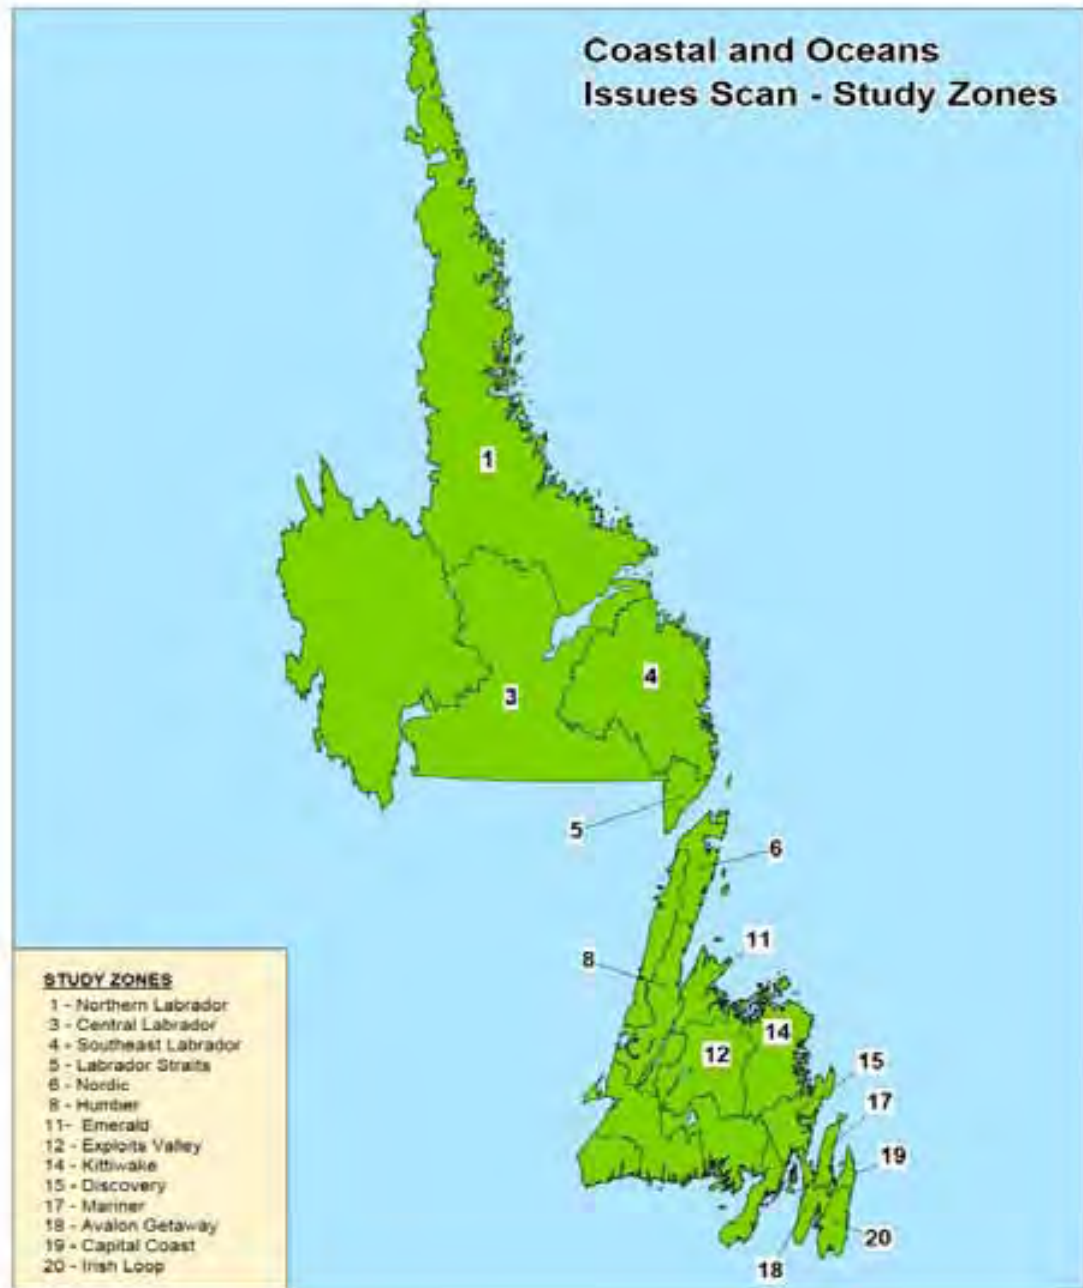 Coastal and Oceans
Issues Scan - Study Zones
1
4
3
5
6
11
8
14
12
15
17
19
20
18
STUDY ZONES
1 - Northern Labrador
3 - Central Labrador
4 - Southeast Labrador
5 - Labrador Straits
6 - Nordic
8 - Humber
11- Emerald
12 - Exploits Valley
14 - Kittiwake
15 - Discovery
17 - Mariner
18 - Avalon Getaway
19 - Capital Coast
20 - Irish Loop